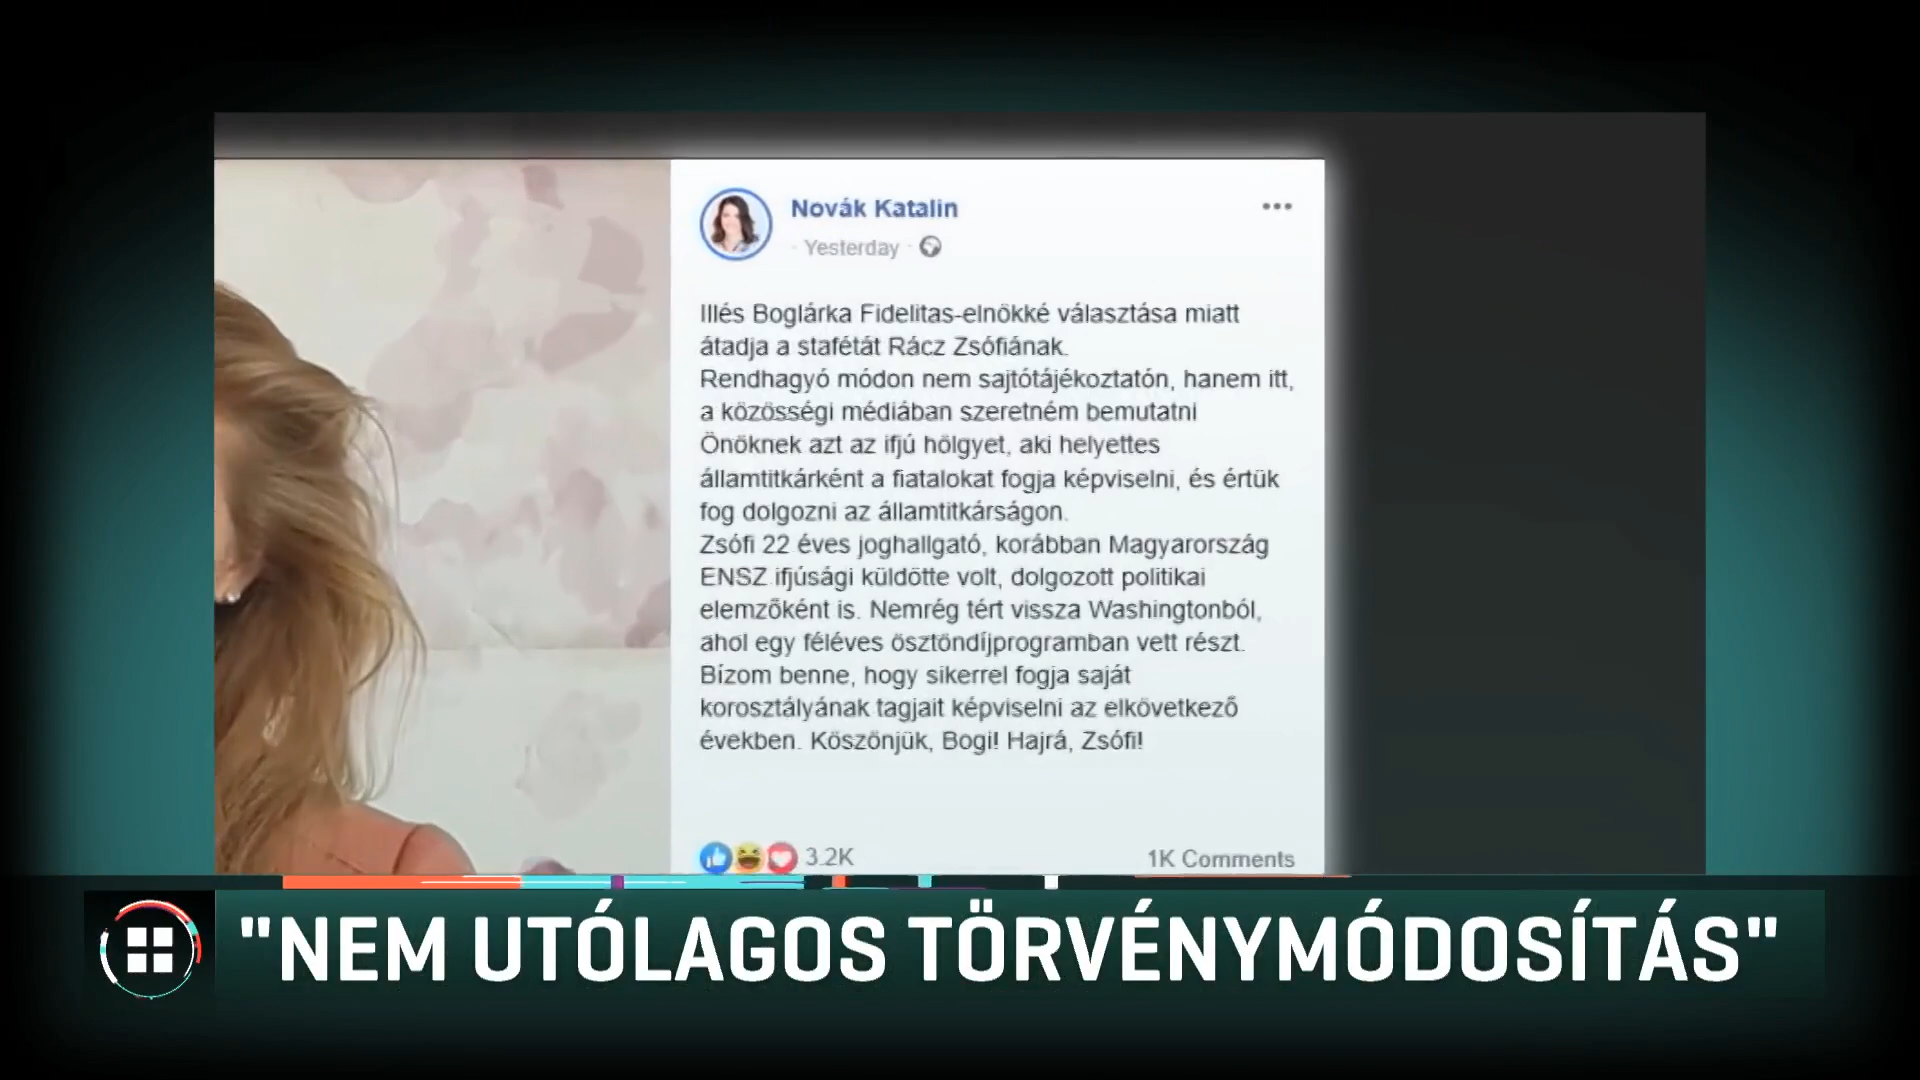 Novák Katalin
Yesterday
Illés Boglárka Fidelitas-elnökké választása miatt
átadja a stafétát Rácz Zsófiának.
Rendhagyó módon nem sajtótájékoztatón, hanem itt,
a közösségi médiában szeretném bemutatni
Önöknek azt az ifjú hölgyet, aki helyettes
államtitkárként a fiatalokat fogja képviselni, és értük
fog dolgozni az államtitkárságon.
Zsófi 22 éves joghallgató, korábban Magyarország
ENSZ ifjúsági küldötte volt, dolgozott politikai
elemzőként is. Nemrég tért vissza Washingtonból,
ahol egy féléves ösztöndíjprogramban vett részt.
Bízom benne, hogy sikerrel fogja saját
korosztályának tagjait képviselni az elkövetkező
években. Köszönjük, Bogi! Hajrá, Zsófi!
3.2K 1K Comments
"NEM UTÓLAGOS TÖRVÉNYMÓDOSÍTÁS"